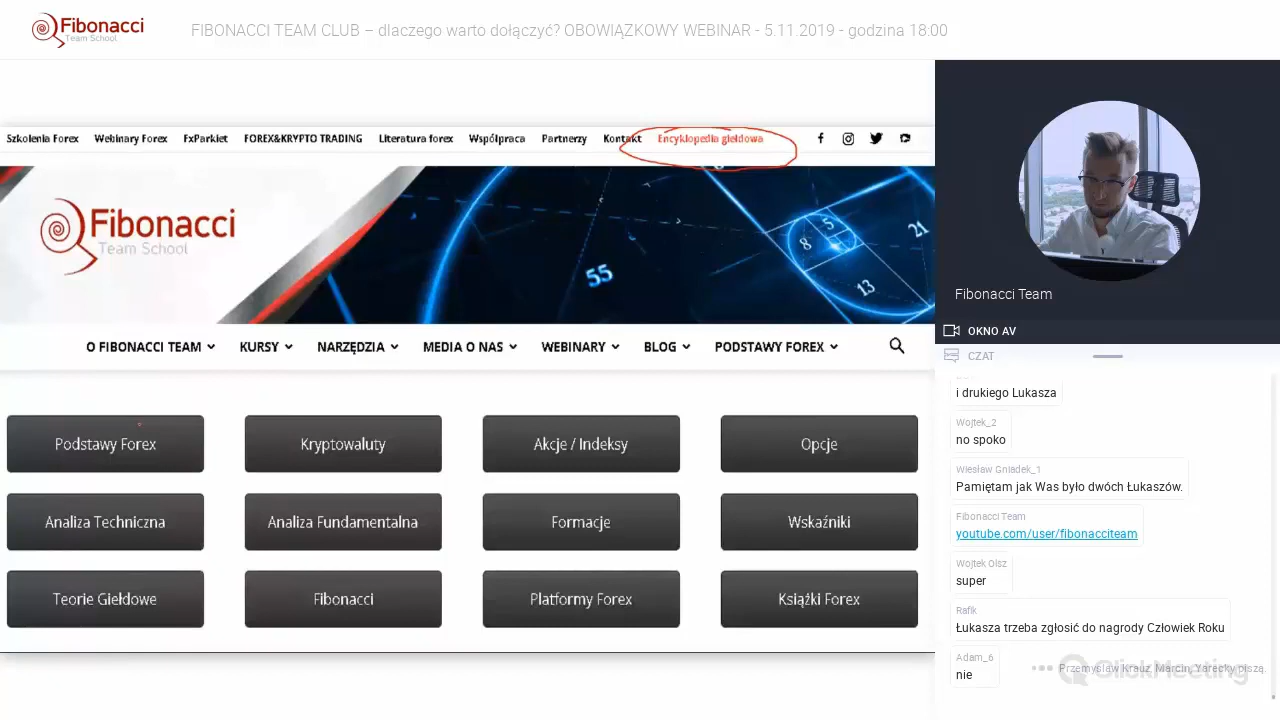 Fibonacci
Team School
FIBONACCI TEAM CLUB – dlaczego warto dołączyć? OBOWIĄZKOWY WEBINAR - 5.11.2019 - godzina 18:00
Szkolenia Forex Webinary Forex FxParkiet FOREX&KRYPTO TRADING Literatura forex Współpraca Partnerzy Kontakt Encyklopedia giełdowa
Fibonacci
Team School
55
8
5
13
21
O FIBONACCI TEAM KURSY NARZĘDZIA MEDIA O NAS WEBINARY BLOG PODSTAWY FOREX
Podstawy Forex Kryptowaluty Akcje / Indeksy Opcje
Analiza Techniczna Analiza Fundamentalna Formacje Wskaźniki
Teorie Giełdowe Fibonacci Platformy Forex Książki Forex
Fibonacci Team
OKNO AV
CZAT
i drukiego Lukasza
Wojtek_2
no spoko
Wiesław Gniadek_1
Pamiętam jak Was było dwóch Łukaszów.
Fibonacci Team
youtube.com/user/fibonacciteam
Wojtek Olsz
super
Rafik
Łukasza trzeba zgłosić do nagrody Człowiek Roku
Adam_6
nie
Przemysław Krauz, Marcin, Yarecky piszą.
ClickMeeting